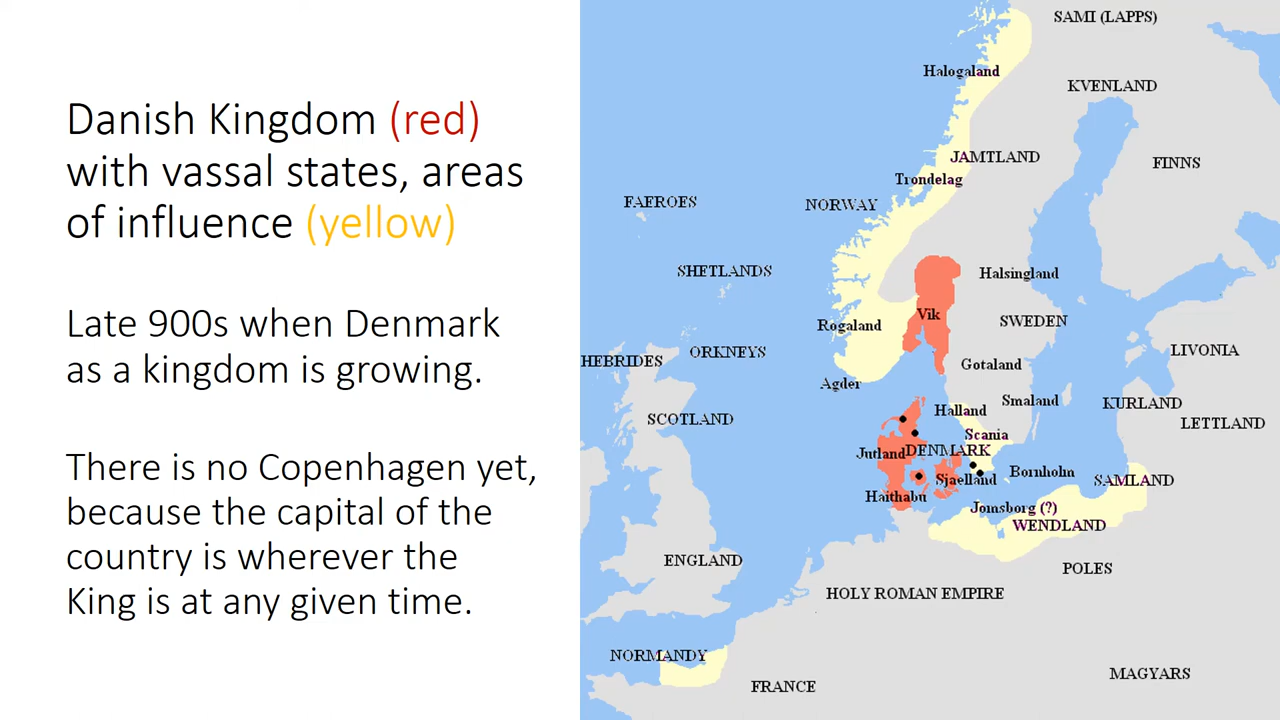 Danish Kingdom (red)
with vassal states, areas
of influence (yellow)
Late 900s when Denmark
as a kingdom is growing.
There is no Copenhagen yet,
because the capital of the
country is wherever the
King is at any given time.
SAMI (LAPPS)
Halogaland
KVENLAND
JAMTLAND
FINNS
Trondelag
FAEROES
NORWAY
SHETLANDS
Halsingland
Vik
SWEDEN
Rogaland
ORKNEYS
LIVONIA
HEBRIDES
Gotaland
Agder
Smaland
KURLAND
Halland
SCOTLAND
LETTLAND
Scania
Jutland
DENMARK
Bornholm
Sjaelland
SAMLAND
Haithabu
Jomsborg (?)
WENDLAND
ENGLAND
POLES
HOLY ROMAN EMPIRE
NORMANDY
MAGYARS
FRANCE